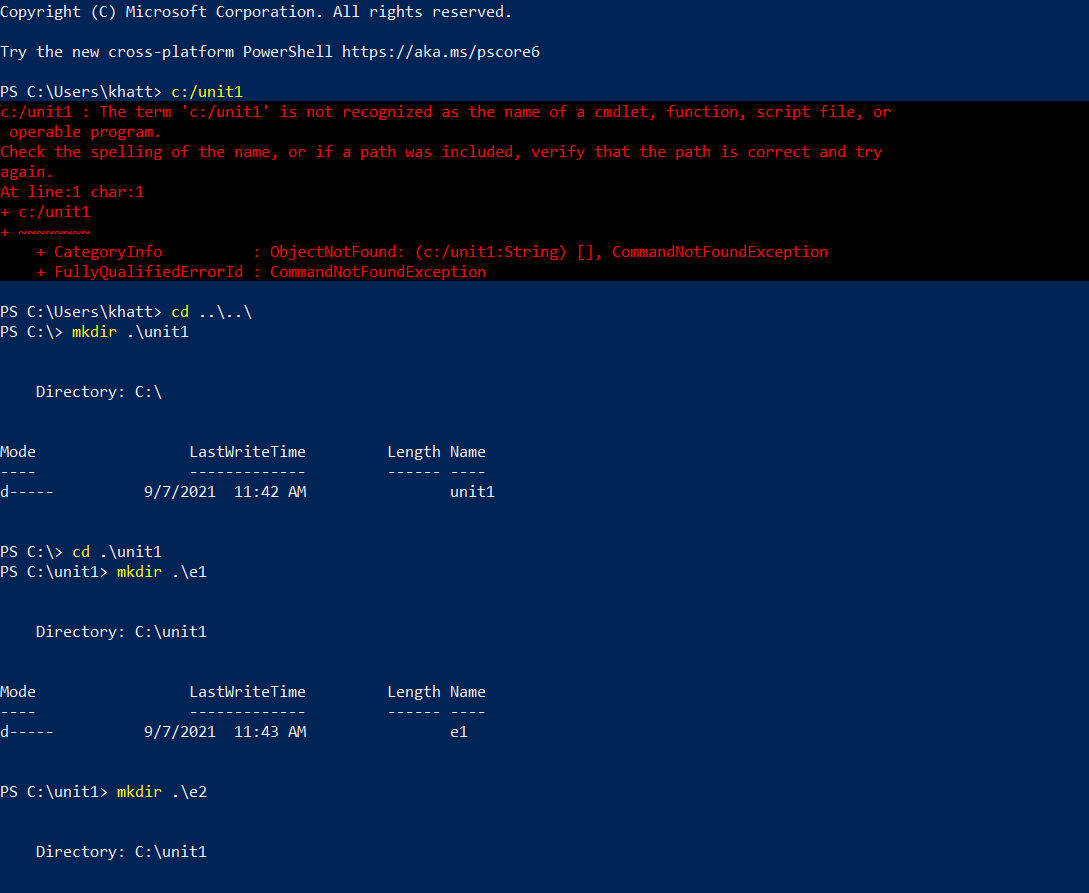 Copyright (C) Microsoft Corporation. All rights reserved.
Try the new cross-platform PowerShell https://aka.ms/pscore6
PS C:\Users\khatt> c:/unit1
c:/unit1 : The term 'c:/unit1' is not recognized as the name of a cmdlet, function, script file, or
 operable program.
Check the spelling of the name, or if a path was included, verify that the path is correct and try
again.
At line:1 char:1
+ c:/unit1
+ ~~~~~~~~
    + CategoryInfo          : ObjectNotFound: (c:/unit1:String) [], CommandNotFoundException
    + FullyQualifiedErrorId : CommandNotFoundException
PS C:\Users\khatt> cd ..\..\
PS C:\> mkdir .\unit1
    Directory: C:\
Mode                 LastWriteTime         Length Name
----                 -------------         ------ ----
d-----          9/7/2021  11:42 AM                unit1
PS C:\> cd .\unit1
PS C:\unit1> mkdir .\e1
    Directory: C:\unit1
Mode                 LastWriteTime         Length Name
----                 -------------         ------ ----
d-----          9/7/2021  11:43 AM                e1
PS C:\unit1> mkdir .\e2
    Directory: C:\unit1